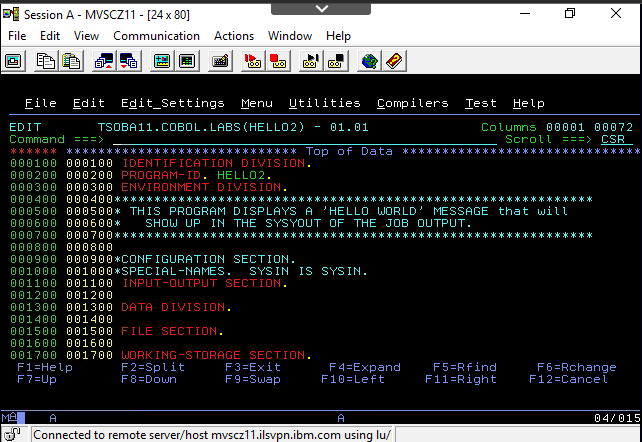 Session A - MVSCZ11 - [24 x 80]
File Edit View Communication Actions Window Help
File Edit Edit_Settings Menu Utilities Compilers Test Help
EDIT TSOBA11.COBOL.LABS(HELLO2) - 01.01 Columns 00001 00072
Command ===> Scroll ===> CSR
****** ***************************** Top of Data ******************************
000100 000100 IDENTIFICATION DIVISION.
000200 000200 PROGRAM-ID. HELLO2.
000300 000300 ENVIRONMENT DIVISION.
000400 000400*****************************************************************
000500 000500* THIS PROGRAM DISPLAYS A 'HELLO WORLD' MESSAGE that will
000600 000600* SHOW UP IN THE SYSYOUT OF THE JOB OUTPUT.
000700 000700*****************************************************************
000800 000800
000900 000900*CONFIGURATION SECTION.
001000 001000*SPECIAL-NAMES. SYSIN IS SYSIN.
001100 001100 INPUT-OUTPUT SECTION.
001200 001200
001300 001300 DATA DIVISION.
001400 001400
001500 001500 FILE SECTION.
001600 001600
001700 001700 WORKING-STORAGE SECTION.
F1=Help F2=Split F3=Exit F4=Expand F5=Rfind F6=Rchange
F7=Up F8=Down F9=Swap F10=Left F11=Right F12=Cancel
MA A A 04/015
Connected to remote server/host mvscz11.ilsvpn.ibm.com using lu/